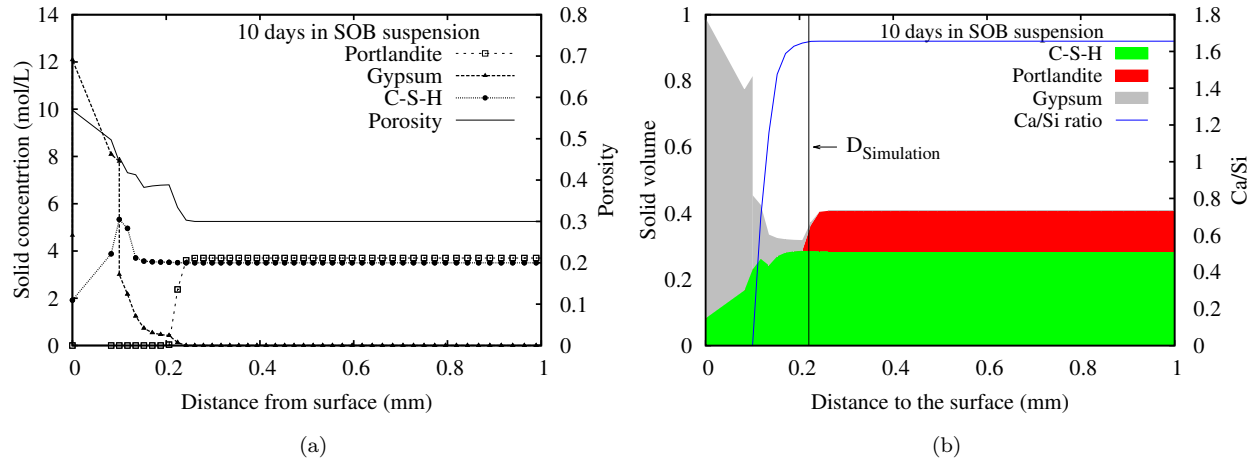 10 days in SOB suspension
Portlandite
Gypsum
C-S-H
Porosity
Solid concentrtion (mol/L)
14
12
10
8
6
4
2
0
0
0.2
0.4
0.6
0.8
1
Distance from surface (mm)
0.8
0.7
0.6
0.5
0.4
0.3
0.2
0.1
0
Porosity
(a)
10 days in SOB suspension
C-S-H
Portlandite
Gypsum
Ca/Si ratio
D_Simulation
Solid volume
1
0.8
0.6
0.4
0.2
0
0
0.2
0.4
0.6
0.8
1
Distance to the surface (mm)
1.8
1.6
1.4
1.2
1
0.8
0.6
0.4
0.2
0
Ca/Si
(b)